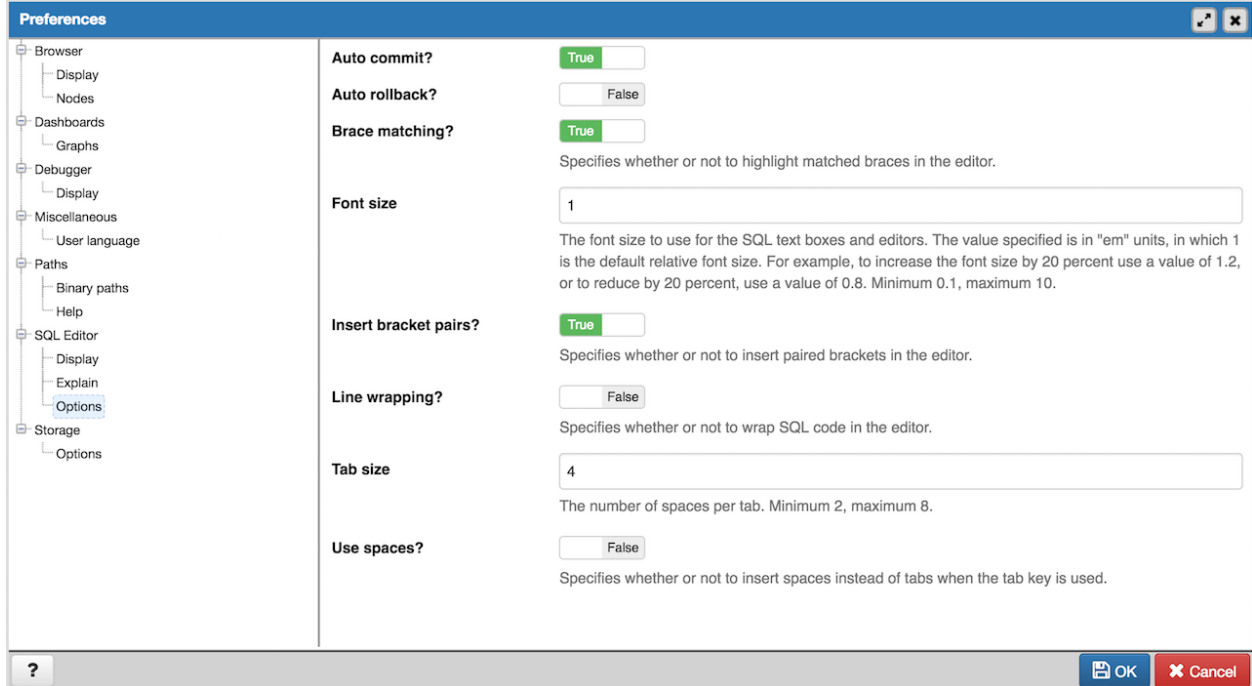 Preferences
Browser
Display
Nodes
Dashboards
Graphs
Debugger
Display
Miscellaneous
User language
Paths
Binary paths
Help
SQL Editor
Display
Explain
Options
Storage
Options
Auto commit?
True
Auto rollback?
False
Brace matching?
True
Specifies whether or not to highlight matched braces in the editor.
Font size
1
The font size to use for the SQL text boxes and editors. The value specified is in "em" units, in which 1
is the default relative font size. For example, to increase the font size by 20 percent use a value of 1.2,
or to reduce by 20 percent, use a value of 0.8. Minimum 0.1, maximum 10.
Insert bracket pairs?
True
Specifies whether or not to insert paired brackets in the editor.
Line wrapping?
False
Specifies whether or not to wrap SQL code in the editor.
Tab size
4
The number of spaces per tab. Minimum 2, maximum 8.
Use spaces?
False
Specifies whether or not to insert spaces instead of tabs when the tab key is used.
?
OK
Cancel